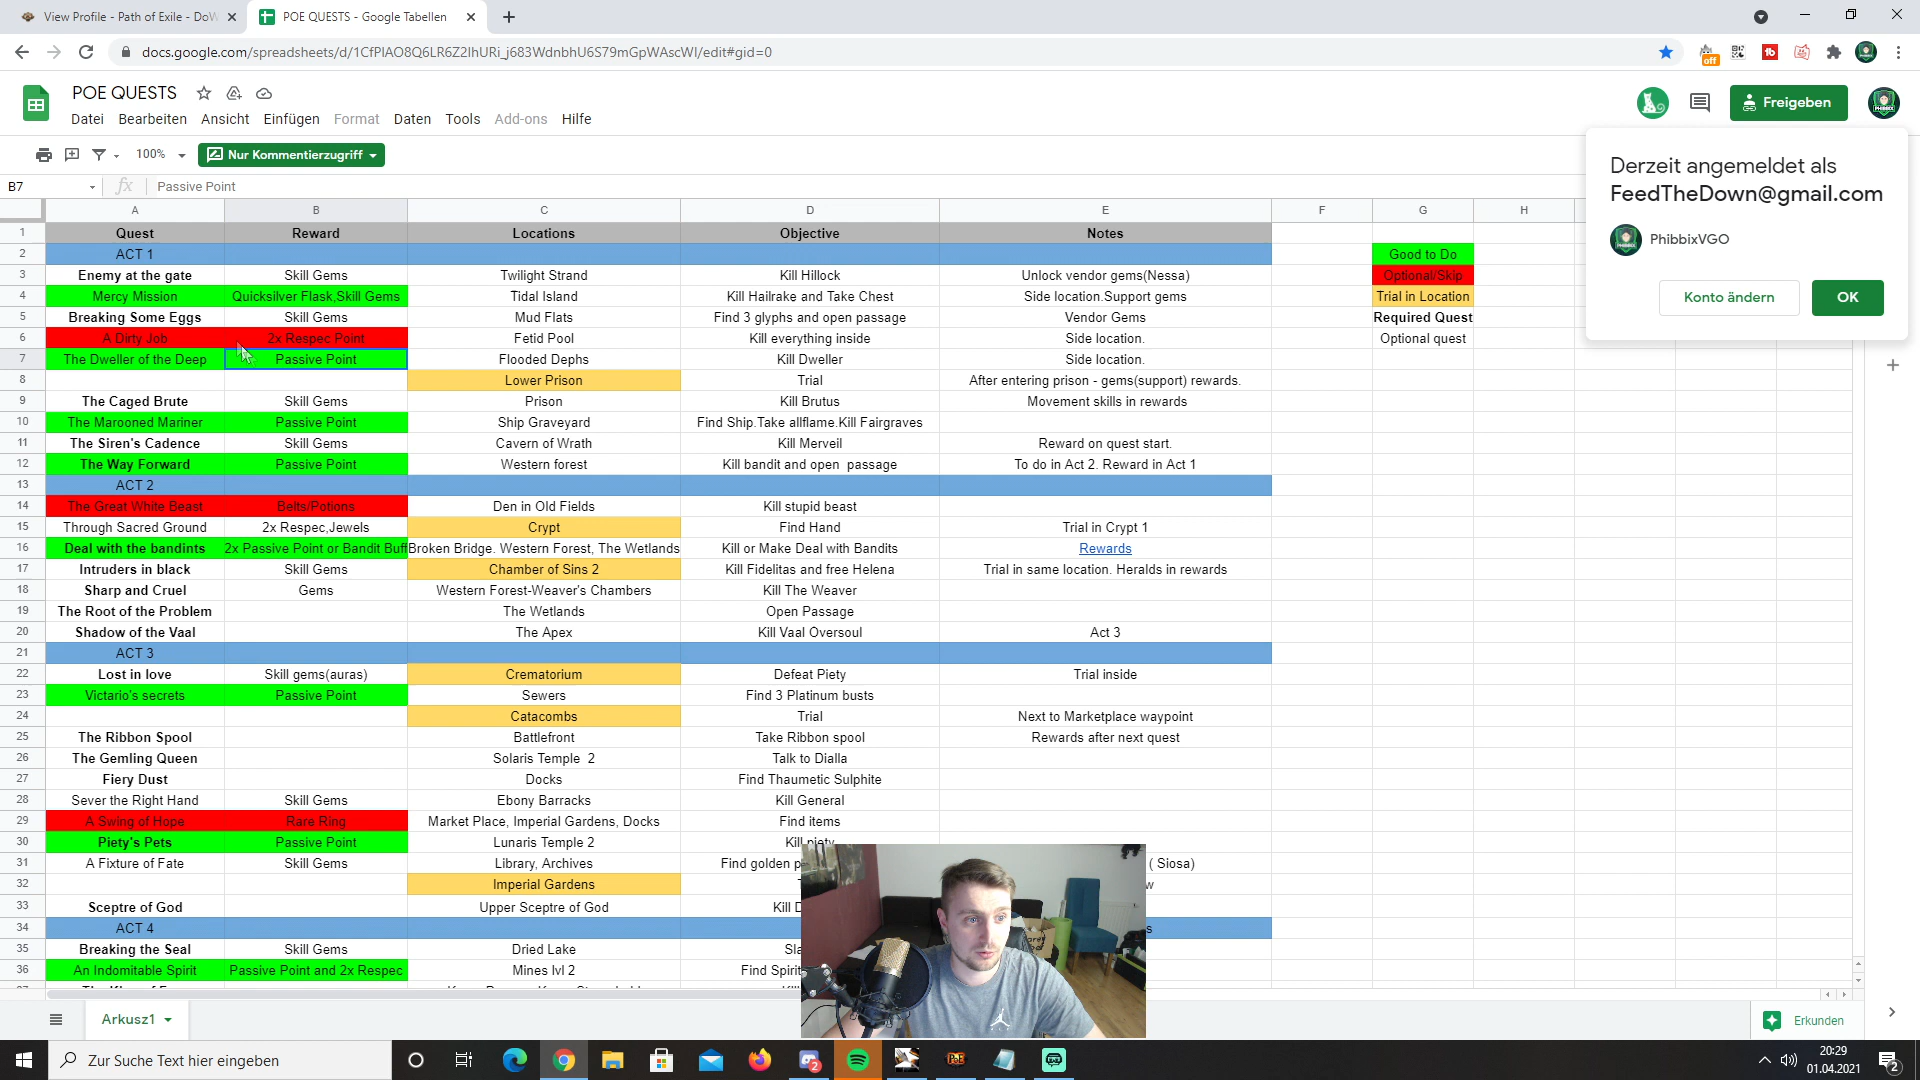 View Profile - Path of Exile - DoW
POE QUESTS - Google Tabellen
docs.google.com/spreadsheets/d/1CfPlAO8Q6LR6Z2lhURi_j683WdnbhU6S79mGpWAscWI/edit#gid=0
off
POE QUESTS
Datei Bearbeiten Ansicht Einfügen Format Daten Tools Add-ons Hilfe
Freigeben
100% Nur Kommentierzugriff
B7 fx Passive Point
Derzeit angemeldet als
FeedTheDown@gmail.com
PhibbixVGO
Konto ändern OK
A B C D E F G H
1 Quest Reward Locations Objective Notes
2 ACT 1 Good to Do
3 Enemy at the gate Skill Gems Twilight Strand Kill Hillock Unlock vendor gems(Nessa) Optional/Skip
4 Mercy Mission Quicksilver Flask,Skill Gems Tidal Island Kill Hailrake and Take Chest Side location.Support gems Trial in Location
5 Breaking Some Eggs Skill Gems Mud Flats Find 3 glyphs and open passage Vendor Gems Required Quest
6 A Dirty Job 2x Respec Point Fetid Pool Kill everything inside Side location. Optional quest
7 The Dweller of the Deep Passive Point Flooded Dephs Kill Dweller Side location.
8 Lower Prison Trial After entering prison - gems(support) rewards.
9 The Caged Brute Skill Gems Prison Kill Brutus Movement skills in rewards
10 The Marooned Mariner Passive Point Ship Graveyard Find Ship.Take allflame.Kill Fairgraves
11 The Siren's Cadence Skill Gems Cavern of Wrath Kill Merveil Reward on quest start.
12 The Way Forward Passive Point Western forest Kill bandit and open passage To do in Act 2. Reward in Act 1
13 ACT 2
14 The Great White Beast Belts/Potions Den in Old Fields Kill stupid beast
15 Through Sacred Ground 2x Respec,Jewels Crypt Find Hand Trial in Crypt 1
16 Deal with the bandints 2x Passive Point or Bandit Buff Broken Bridge. Western Forest, The Wetlands Kill or Make Deal with Bandits Rewards
17 Intruders in black Skill Gems Chamber of Sins 2 Kill Fidelitas and free Helena Trial in same location. Heralds in rewards
18 Sharp and Cruel Gems Western Forest-Weaver's Chambers Kill The Weaver
19 The Root of the Problem The Wetlands Open Passage
20 Shadow of the Vaal The Apex Kill Vaal Oversoul Act 3
21 ACT 3
22 Lost in love Skill gems(auras) Crematorium Defeat Piety Trial inside
23 Victario's secrets Passive Point Sewers Find 3 Platinum busts
24 Catacombs Trial Next to Marketplace waypoint
25 The Ribbon Spool Battlefront Take Ribbon spool Rewards after next quest
26 The Gemling Queen Solaris Temple 2 Talk to Dialla
27 Fiery Dust Docks Find Thaumetic Sulphite
28 Sever the Right Hand Skill Gems Ebony Barracks Kill General
29 A Swing of Hope Rare Ring Market Place, Imperial Gardens, Docks Find items
30 Piety's Pets Passive Point Lunaris Temple 2 Kill piety
31 A Fixture of Fate Skill Gems Library, Archives Find golden p ( Siosa)
32 Imperial Gardens w
33 Sceptre of God Upper Sceptre of God Kill D
34 ACT 4 s
35 Breaking the Seal Skill Gems Dried Lake Sla
36 An Indomitable Spirit Passive Point and 2x Respec Mines lvl 2 Find Spirit
Arkusz1
Erkunden
Zur Suche Text hier eingeben
2
PoE
20:29
01.04.2021
2